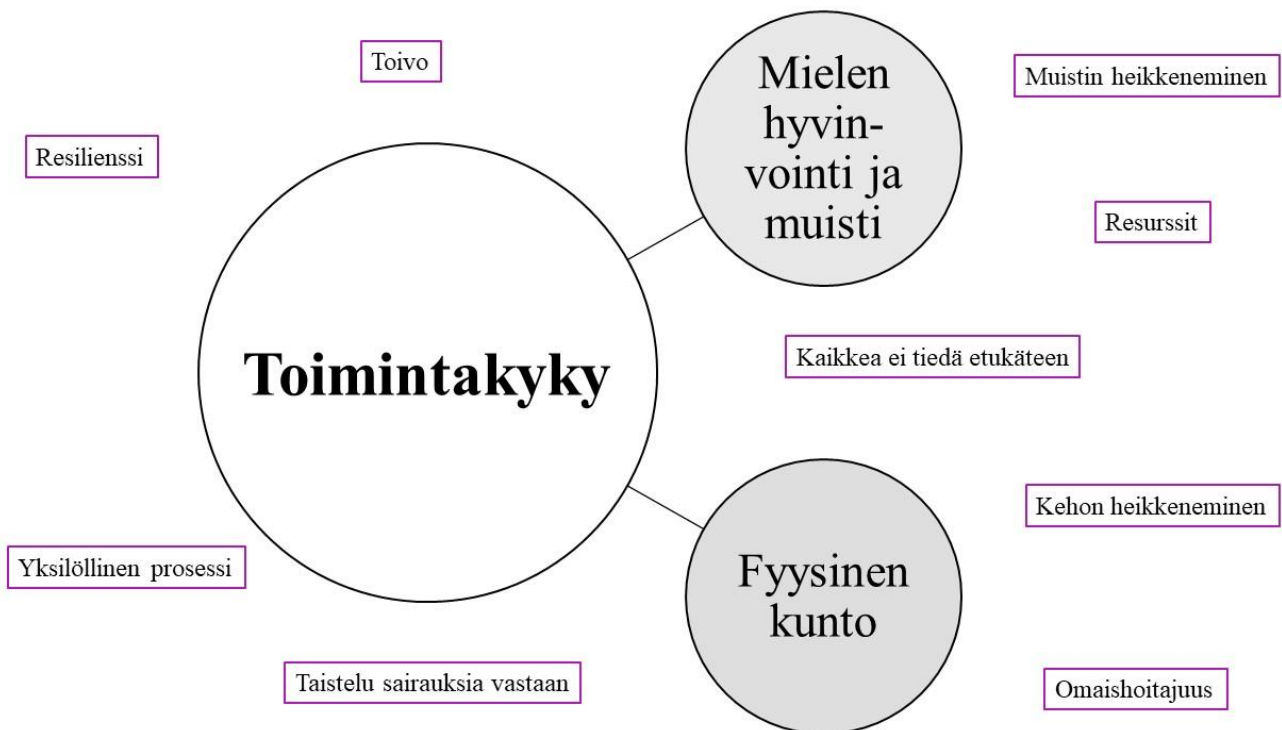 Toivo
Mielen
hyvin-
vointi ja
muisti
Muistin heikkeneminen
Resilienssi
Resurssit
Kaikkea ei tiedä etukäteen
Toimintakyky
Kehon heikkeneminen
Yksilöllinen prosessi
Fyysinen
kunto
Taistelu sairauksia vastaan
Omaishoitajuus